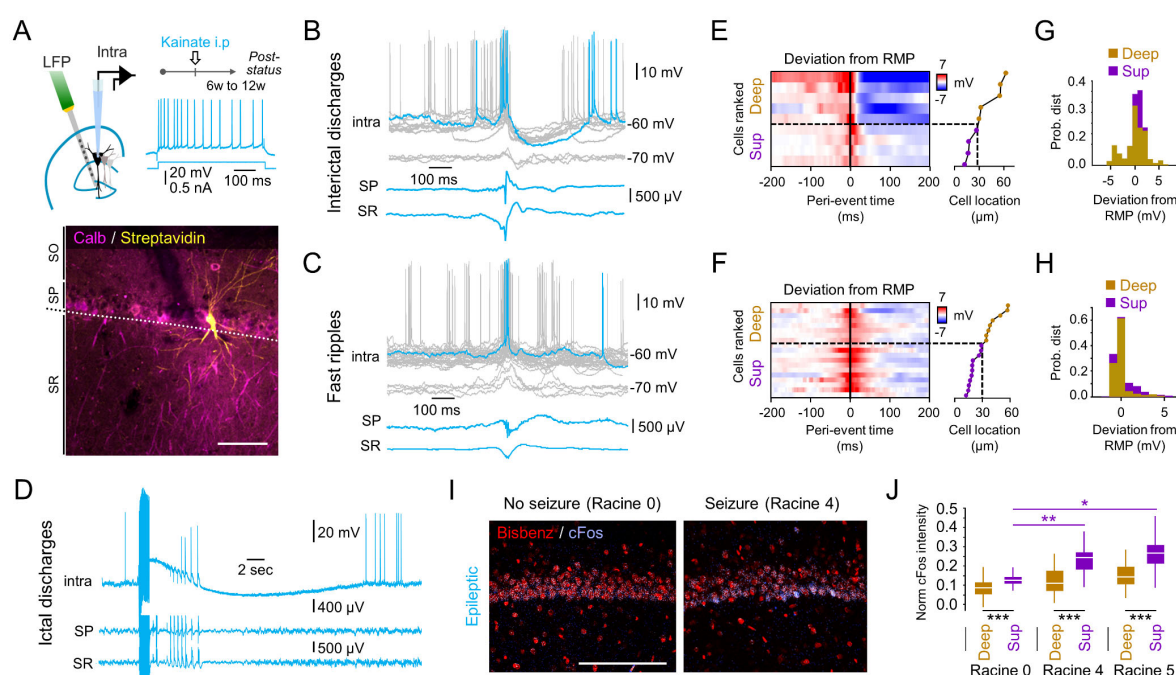 A
LFP
Intra
Kainate i.p
Post-
status
6w to 12w
20 mV
0.5 nA
100 ms
Calb / Streptavidin
SO
SP
SR
B
Interictal discharges
intra
10 mV
-60 mV
-70 mV
100 ms
SP
SR
500 µV
C
Fast ripples
intra
10 mV
-60 mV
-70 mV
100 ms
SP
SR
500 µV
D
Ictal discharges
intra
20 mV
2 sec
400 µV
SP
500 µV
SR
E
Deviation from RMP
7
mV
-7
Cells ranked
Deep
Sup
-200 -100 0 100 200
Peri-event time
(ms)
0 30 60
Cell location
(µm)
F
Deviation from RMP
7
mV
-7
Cells ranked
Deep
Sup
-200 -100 0 100 200
Peri-event time
(ms)
0 30 60
Cell location
(µm)
G
Deep
Sup
Prob. dist
0.4
0.3
0.2
0.0
-5 0 5
Deviation from
RMP (mV)
H
Deep
Sup
Prob. dist
0.6
0.4
0.2
0.0
0 5
Deviation from
RMP (mV)
I
No seizure (Racine 0)
Seizure (Racine 4)
Epileptic
Bisbenz / cFos
J
Norm cFos intensity
0.5
0.4
0.3
0.2
0.1
0.0
*
**
*** *** ***
Deep Sup Deep Sup Deep Sup
Racine 0 Racine 4 Racine 5